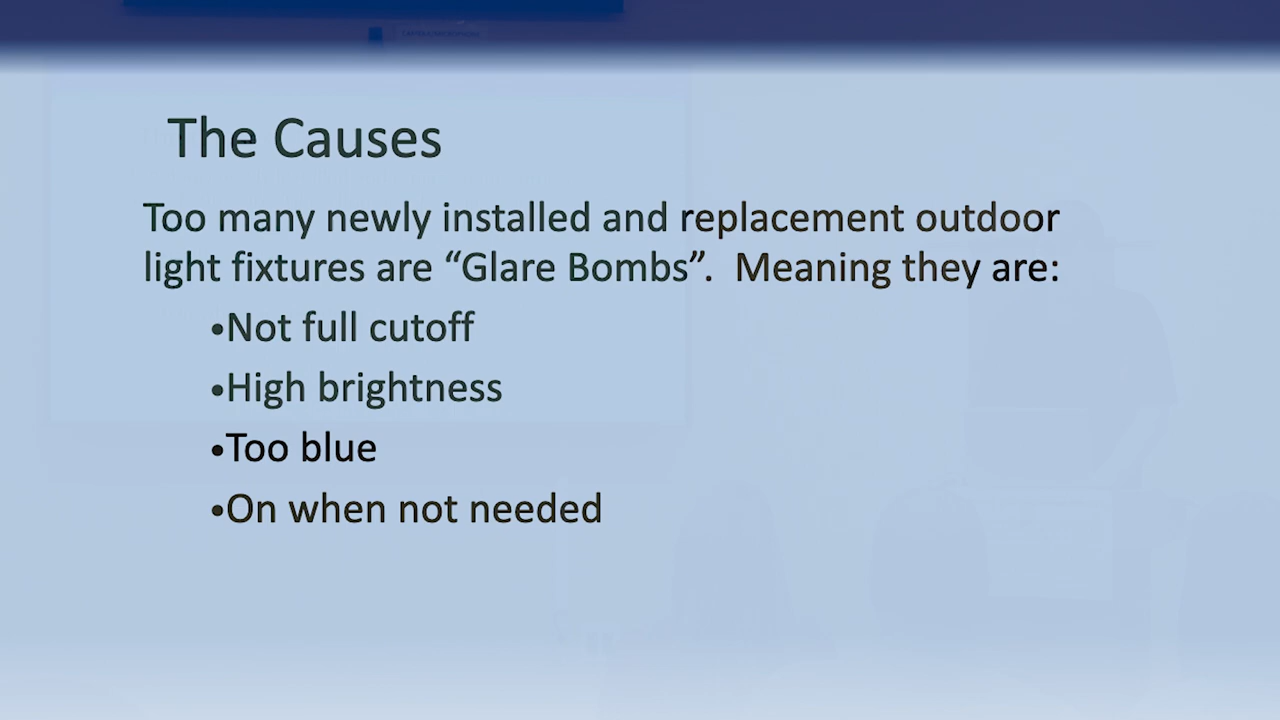 The Causes
Too many newly installed and replacement outdoor
light fixtures are “Glare Bombs”.  Meaning they are:
•Not full cutoff
•High brightness
•Too blue
•On when not needed